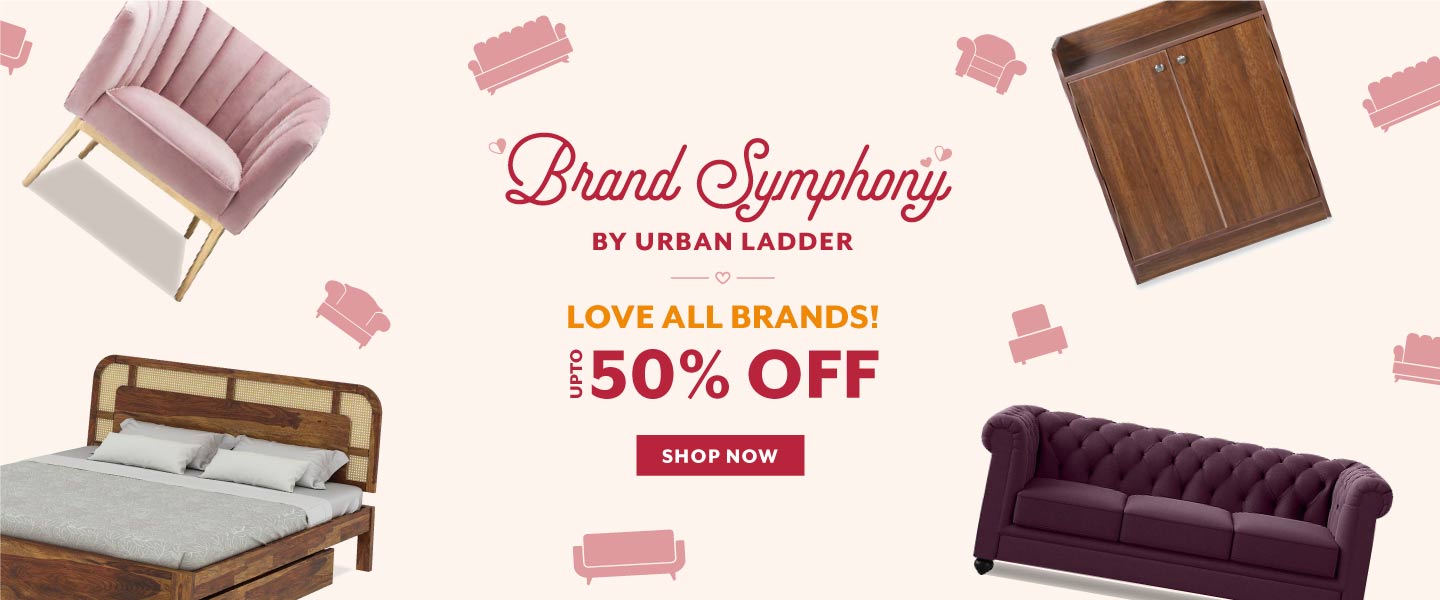 Brand Symphony
BY URBAN LADDER
LOVE ALL BRANDS!
UPTO 50% OFF
SHOP NOW